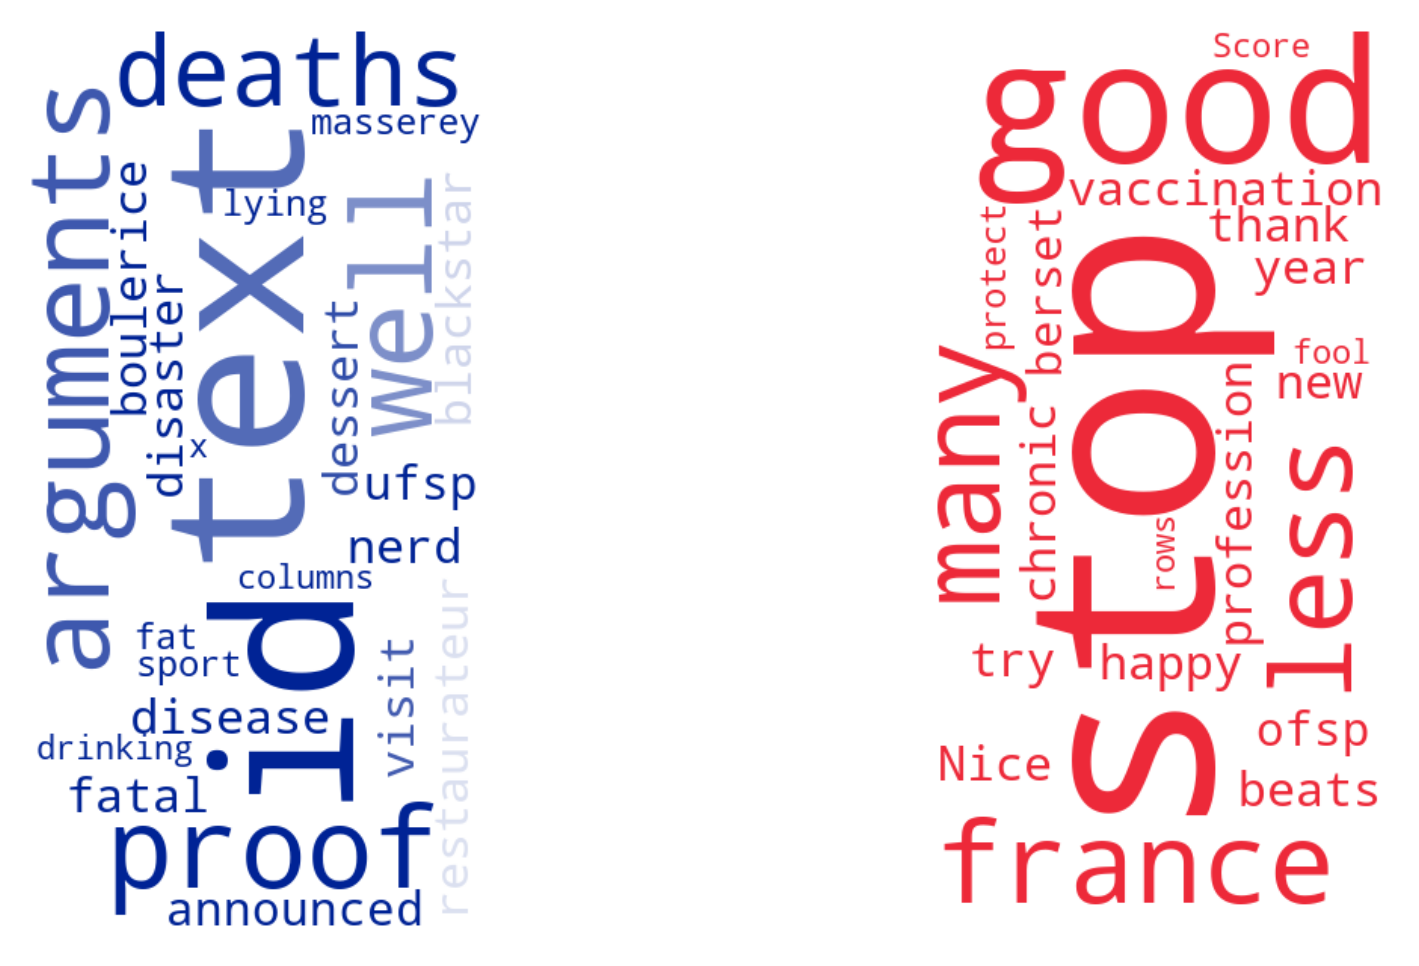 deaths
masserey
arguments
text
lying
boulerice
Well
blackstar
disaster
dessert
x
ufsp
nerd
columns
id
fat
sport
visit
restaurateur
disease
drinking
fatal
proof
announced
Score
good
vaccination
thank
protect
berset
year
stop
many
fool
new
chronic
profession
less
rows
try
happy
ofsp
Nice
beats
france